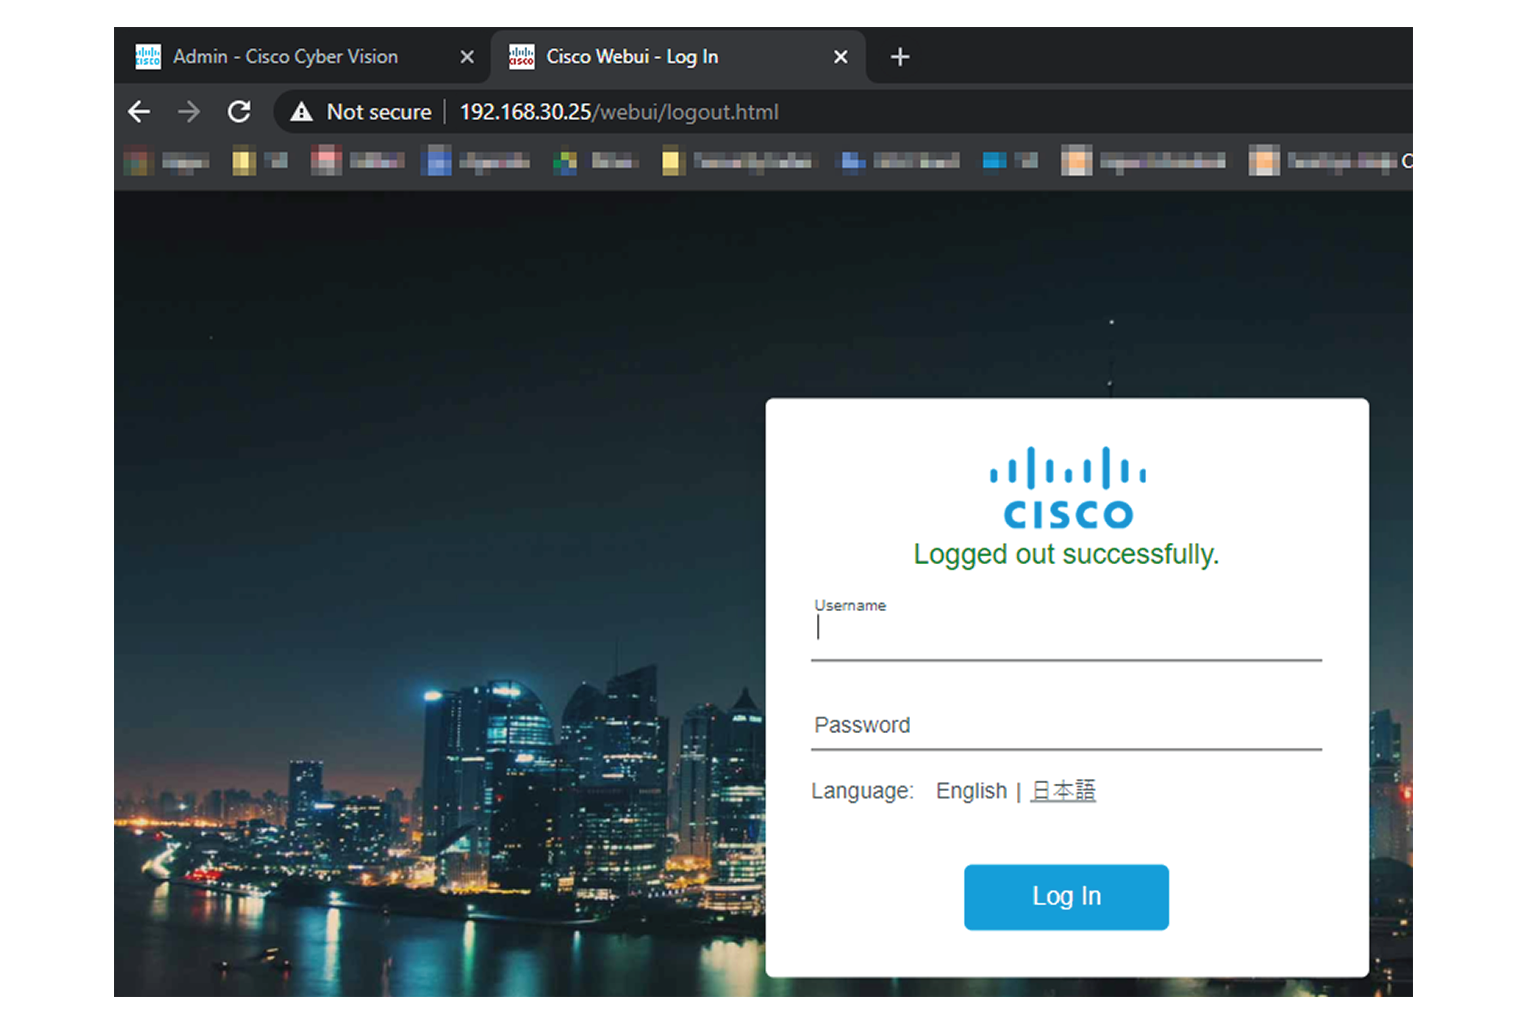 Admin - Cisco Cyber Vision
Cisco Webui - Log In
Not secure | 192.168.30.25/webui/logout.html
CISCO
Logged out successfully.
Username
Password
Language: English | 日本語
Log In